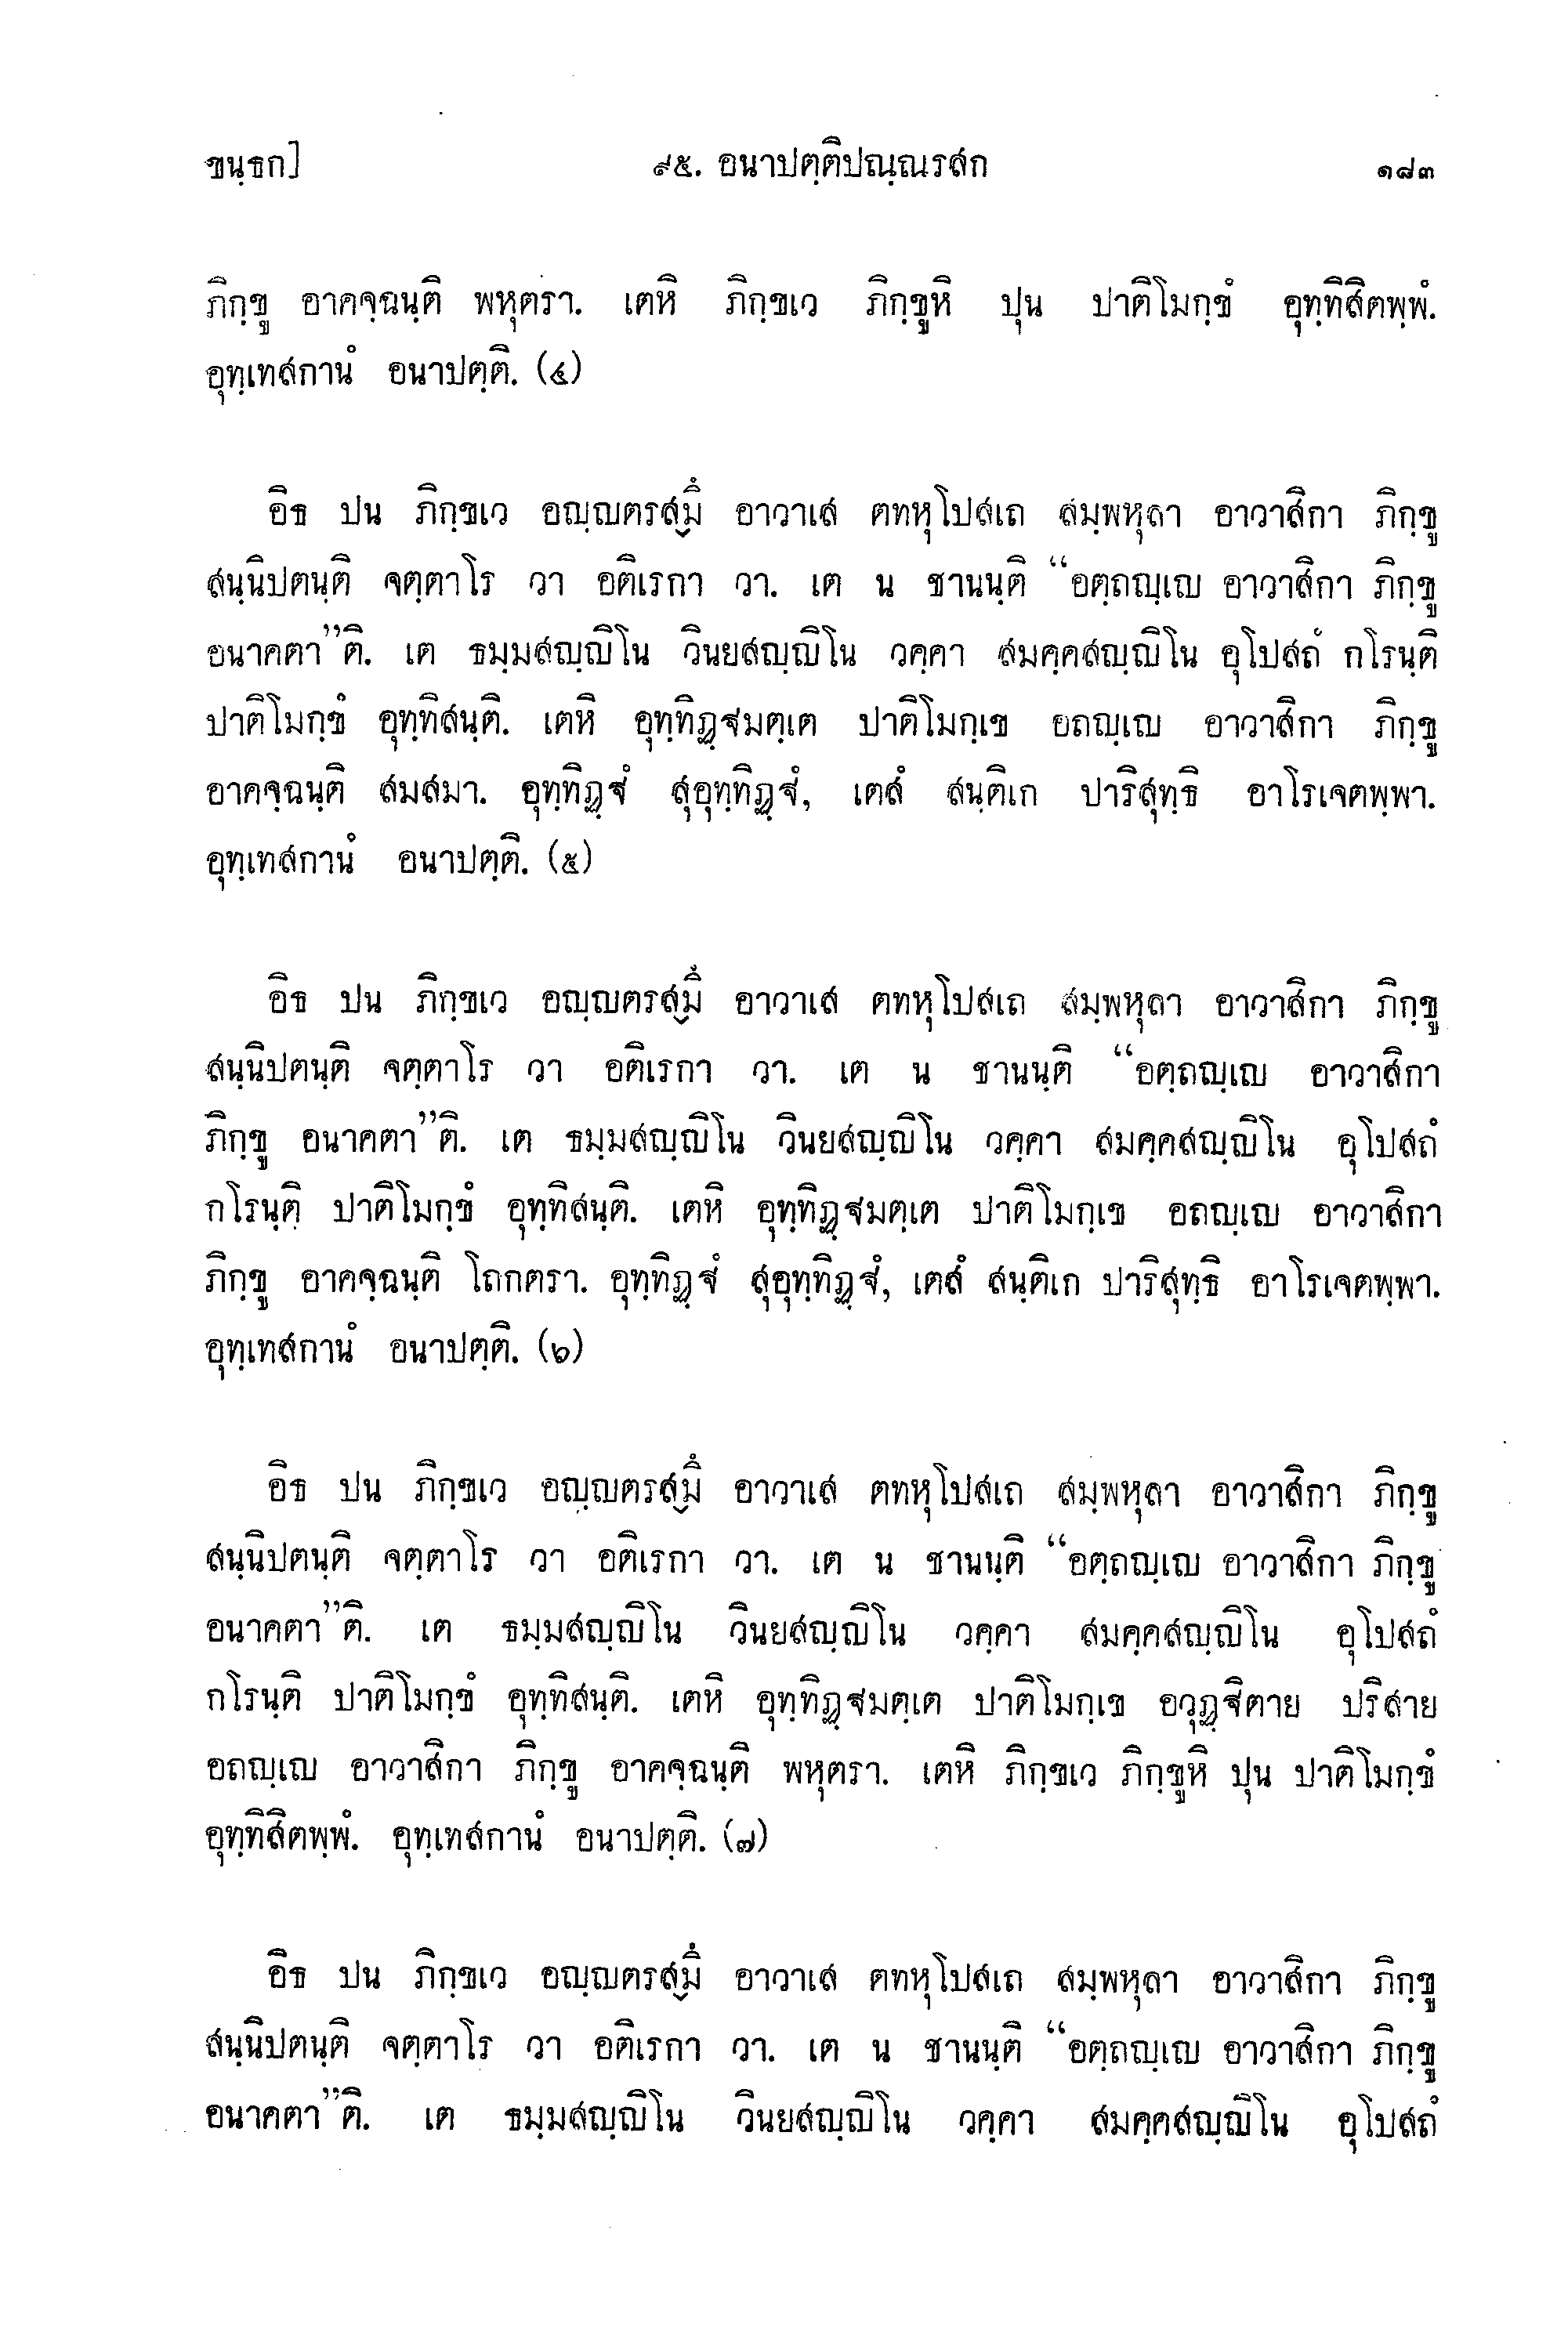 ขนฺธก] ๙๕. อนาปตฺติปณฺณรสก ๑๘๓
ภิกฺขู อาคจฺฉนฺติ พหุตรา. เตหิ ภิกฺขเว ภิกฺขูหิ ปุน ปาติโมกฺขํ อุทฺทิสิตพฺพํ.
อุทฺเทสกานํ อนาปตฺติ. (๔)
อิธ ปน ภิกฺขเว อญฺญตรสฺมึ อาวาเส ตทหุโปสเถ สมฺพหุลา อาวาสิกา ภิกฺขู
สนฺนิปตนฺติ จตฺตาโร วา อติเรกา วา. เต น ชานนฺติ “อตฺถญฺเญ อาวาสิกา ภิกฺขู
อนาคตา”ติ. เต ธมฺมสญฺญิโน วินยสญฺญิโน วคฺคา สมคฺคสญฺญิโน อุโปสถํ กโรนฺติ
ปาติโมกฺขํ อุทฺทิสนฺติ. เตหิ อุทฺทิฏฺฐมตฺเต ปาติโมกฺเข อถญฺเญ อาวาสิกา ภิกฺขู
อาคจฺฉนฺติ สมสมา. อุทฺทิฏฺฐํ สุอุทฺทิฏฺฐํ, เตสํ สนฺติเก ปาริสุทฺธิ อาโรเจตพฺพา.
อุทฺเทสกานํ อนาปตฺติ. (๕)
อิธ ปน ภิกฺขเว อญฺญตรสฺมึ อาวาเส ตทหุโปสเถ สมฺพหุลา อาวาสิกา ภิกฺขู
สนฺนิปตนฺติ จตฺตาโร วา อติเรกา วา. เต น ชานนฺติ “อตฺถญฺเญ อาวาสิกา
ภิกฺขู อนาคตา”ติ. เต ธมฺมสญฺญิโน วินยสญฺญิโน วคฺคา สมคฺคสญฺญิโน อุโปสถํ
กโรนฺติ ปาติโมกฺขํ อุทฺทิสนฺติ. เตหิ อุทฺทิฏฺฐมตฺเต ปาติโมกฺเข อถญฺเญ อาวาสิกา
ภิกฺขู อาคจฺฉนฺติ โถกตรา. อุทฺทิฏฺฐํ สุอุทฺทิฏฺฐํ, เตสํ สนฺติเก ปาริสุทฺธิ อาโรเจตพฺพา.
อุทฺเทสกานํ อนาปตฺติ. (๖)
อิธ ปน ภิกฺขเว อญฺญตรสฺมึ อาวาเส ตทหุโปสเถ สมฺพหุลา อาวาสิกา ภิกฺขู
สนฺนิปตนฺติ จตฺตาโร วา อติเรกา วา. เต น ชานนฺติ “อตฺถญฺเญ อาวาสิกา ภิกฺขู
อนาคตา”ติ. เต ธมฺมสญฺญิโน วินยสญฺญิโน วคฺคา สมคฺคสญฺญิโน อุโปสถํ
กโรนฺติ ปาติโมกฺขํ อุทฺทิสนฺติ. เตหิ อุทฺทิฏฺฐมตฺเต ปาติโมกฺเข อวุฏฺฐิตาย ปริสาย
อถญฺเญ อาวาสิกา ภิกฺขู อาคจฺฉนฺติ พหุตรา. เตหิ ภิกฺขเว ภิกฺขูหิ ปุน ปาติโมกฺขํ
อุทฺทิสิตพฺพํ. อุทฺเทสกานํ อนาปตฺติ. (๗)
อิธ ปน ภิกฺขเว อญฺญตรสฺมึ อาวาเส ตทหุโปสเถ สมฺพหุลา อาวาสิกา ภิกฺขู
สนฺนิปตนฺติ จตฺตาโร วา อติเรกา วา. เต น ชานนฺติ “อตฺถญฺเญ อาวาสิกา ภิกฺขู
อนาคตา”ติ. เต ธมฺมสญฺญิโน วินยสญฺญิโน วคฺคา สมคฺคสญฺญิโน อุโปสถํ